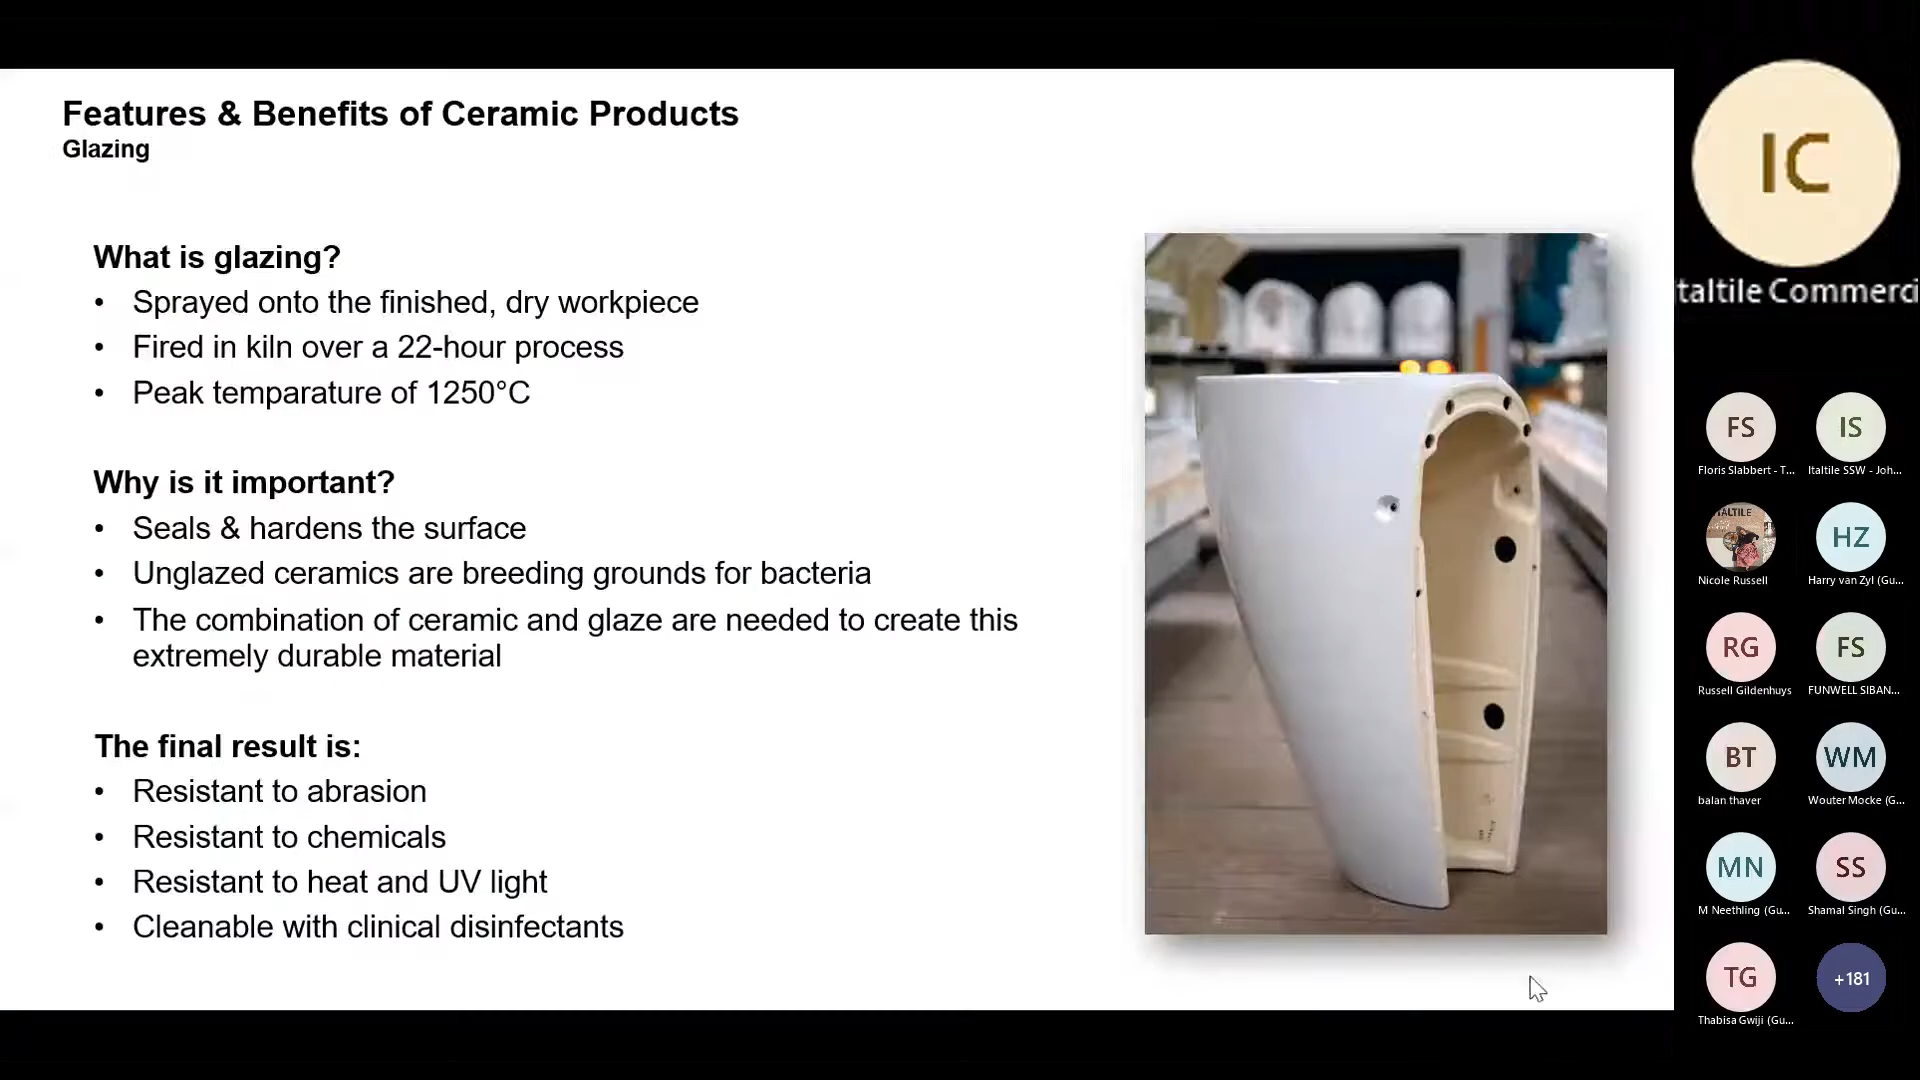 Features & Benefits of Ceramic Products
Glazing
What is glazing?
• Sprayed onto the finished, dry workpiece
• Fired in kiln over a 22-hour process
• Peak temparature of 1250°C
Why is it important?
• Seals & hardens the surface
• Unglazed ceramics are breeding grounds for bacteria
• The combination of ceramic and glaze are needed to create this
extremely durable material
The final result is:
• Resistant to abrasion
• Resistant to chemicals
• Resistant to heat and UV light
• Cleanable with clinical disinfectants
IC
taltile Commerci
FS
IS
Floris Slabbert - T...
Italtile SSW - Joh...
ITALTILE
HZ
Nicole Russell
Harry van Zyl (Gu...
RG
FS
Russell Gildenhuys
FUNWELL SIBAN...
BT
WM
balan thaver
Wouter Mocke (G...
MN
SS
M Neethling (Gu...
Shamal Singh (Gu...
TG
+181
Thabisa Gwiji (Gu...